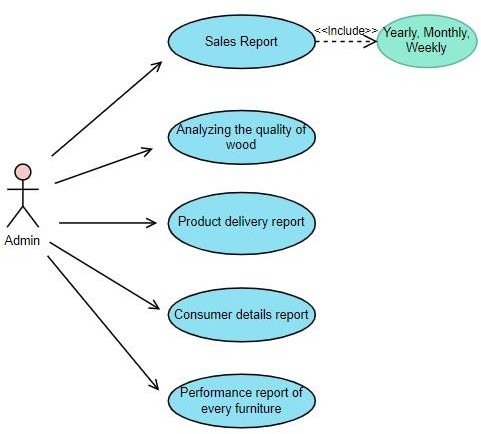 Sales Report
<<Include>>
Yearly, Monthly,
Weekly
Analyzing the quality of
wood
Admin
Product delivery report
Consumer details report
Performance report of
every furniture